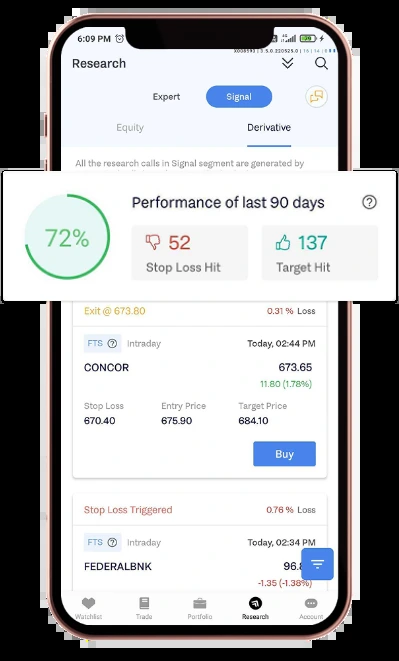 6:09 PM
Research
Expert Signal
Equity Derivative
All the research calls in Signal segment are generated by
72%
Performance of last 90 days
52
Stop Loss Hit
137
Target Hit
Exit @ 673.80 0.31 % Loss
FTS Intraday Today, 02:44 PM
CONCOR 673.65
11.80 (1.78%)
Stop Loss Entry Price Target Price
670.40 675.90 684.10
Buy
Stop Loss Triggered 0.76 % Loss
FTS Intraday Today, 02:34 PM
FEDERALBNK
-1.35 (-1.38%)
Watchlist Trade Portfolio Research Account